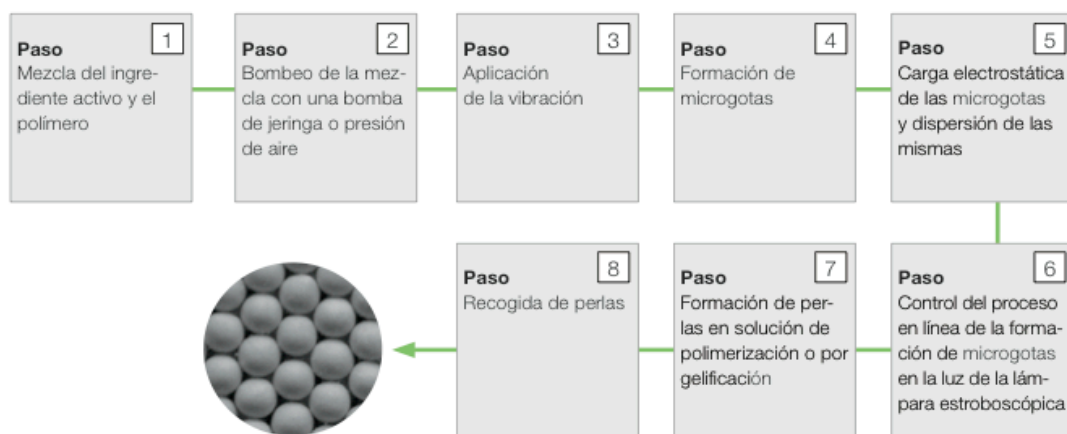 Paso 1
Mezcla del ingre-
diente activo y el
polímero
Paso 2
Bombeo de la mez-
cla con una bomba
de jeringa o presión
de aire
Paso 3
Aplicación
de la vibración
Paso 4
Formación de
microgotas
Paso 5
Carga electrostática
de las microgotas
y dispersión de las
mismas
Paso 6
Control del proceso
en línea de la forma-
ción de microgotas
en la luz de la lám-
para estroboscópica
Paso 7
Formación de per-
las en solución de
polimerización o por
gelificación
Paso 8
Recogida de perlas